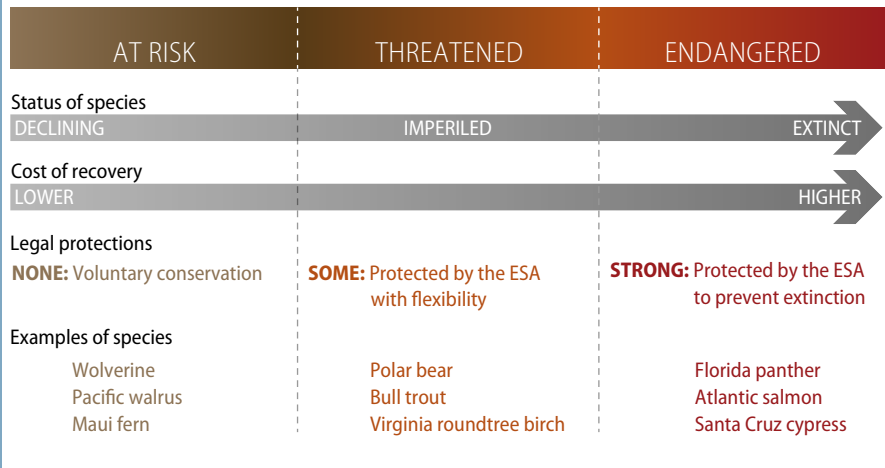 AT RISK THREATENED ENDANGERED
Status of species
DECLINING IMPERILED EXTINCT
Cost of recovery
LOWER HIGHER
Legal protections
NONE: Voluntary conservation
SOME: Protected by the ESA
with flexibility
STRONG: Protected by the ESA
to prevent extinction
Examples of species
Wolverine
Pacific walrus
Maui fern
Polar bear
Bull trout
Virginia roundtree birch
Florida panther
Atlantic salmon
Santa Cruz cypress